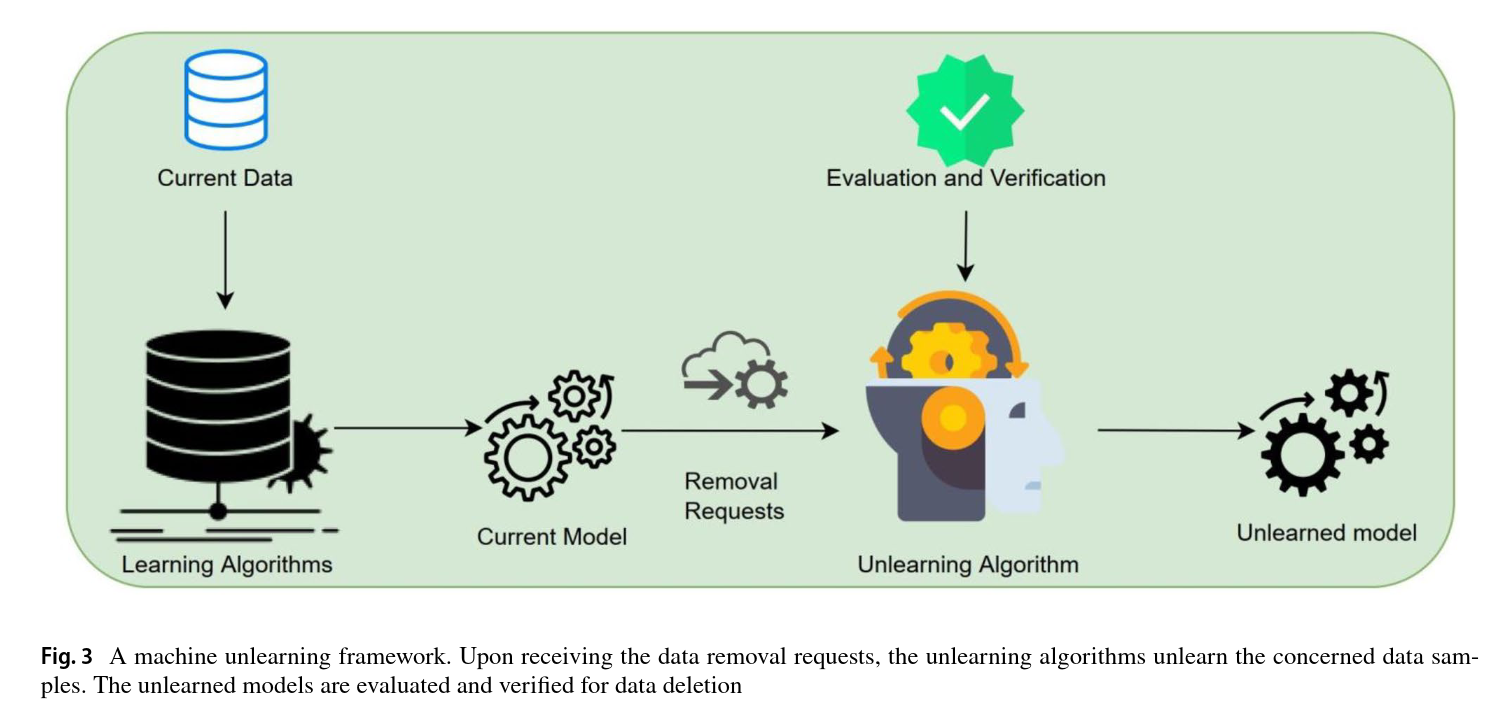 Current Data
Evaluation and Verification
Removal
Requests
Current Model
Unlearned model
Learning Algorithms
Unlearning Algorithm
Fig. 3 A machine unlearning framework. Upon receiving the data removal requests, the unlearning algorithms unlearn the concerned data sam-
ples. The unlearned models are evaluated and verified for data deletion